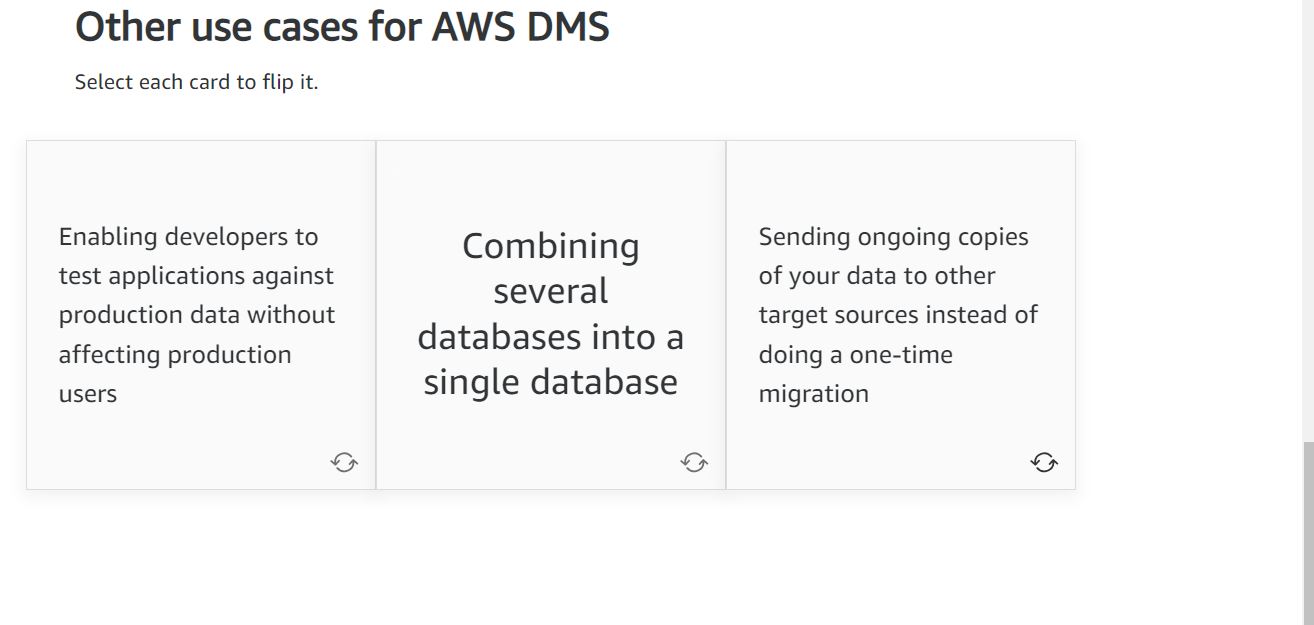 Other use cases for AWS DMS
Select each card to flip it.
Enabling developers to
test applications against
production data without
affecting production
users
Combining
several
databases into a
single database
Sending ongoing copies
of your data to other
target sources instead of
doing a one-time
migration